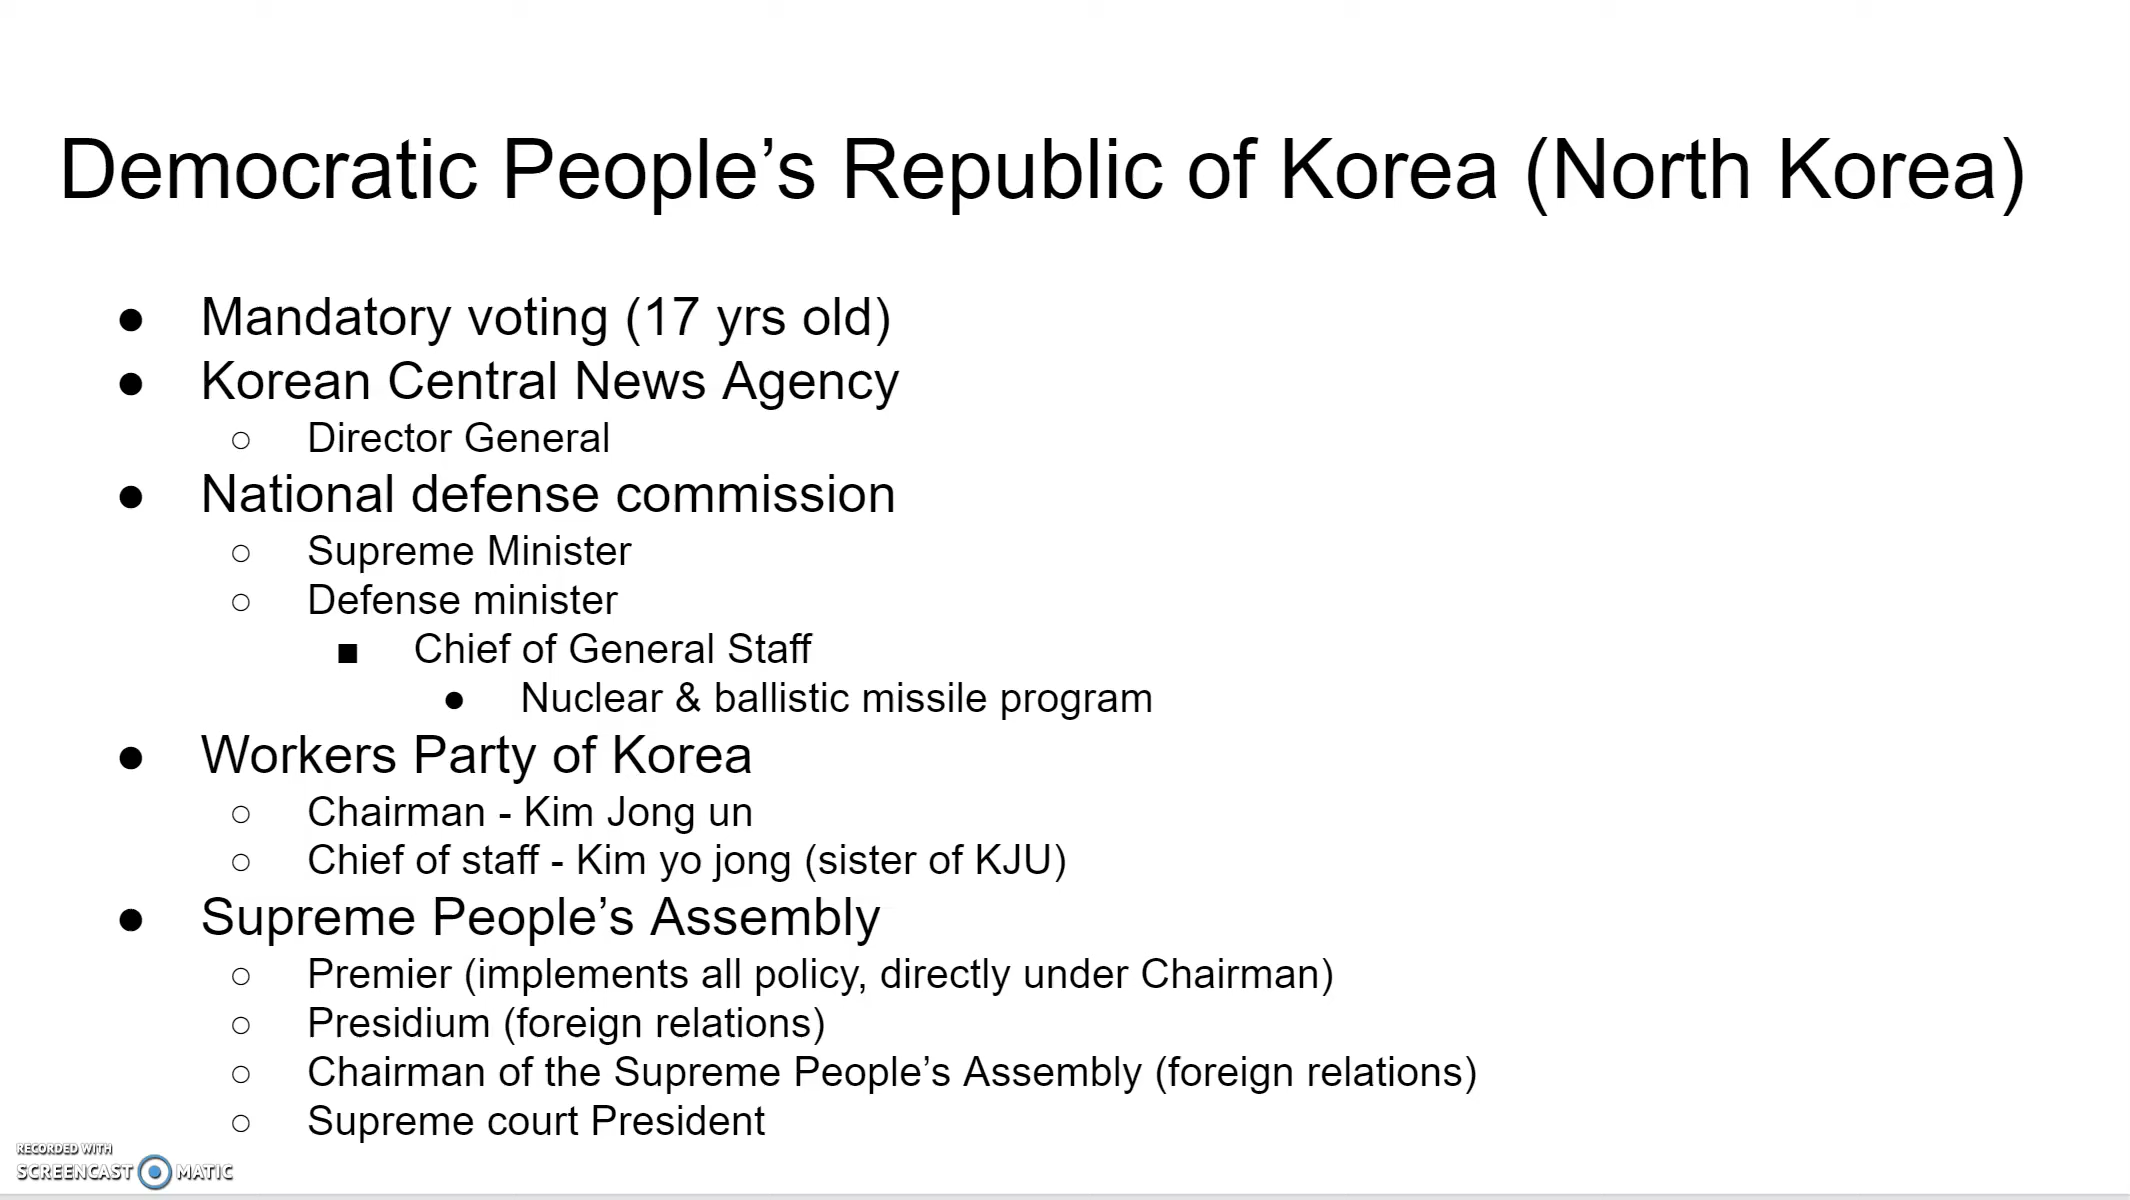 Democratic People’s Republic of Korea (North Korea)
● Mandatory voting (17 yrs old)
● Korean Central News Agency
○ Director General
● National defense commission
○ Supreme Minister
○ Defense minister
■ Chief of General Staff
● Nuclear & ballistic missile program
● Workers Party of Korea
○ Chairman - Kim Jong un
○ Chief of staff - Kim yo jong (sister of KJU)
● Supreme People’s Assembly
○ Premier (implements all policy, directly under Chairman)
○ Presidium (foreign relations)
○ Chairman of the Supreme People’s Assembly (foreign relations)
○ Supreme court President
RECORDED WITH
SCREENCAST MATIC